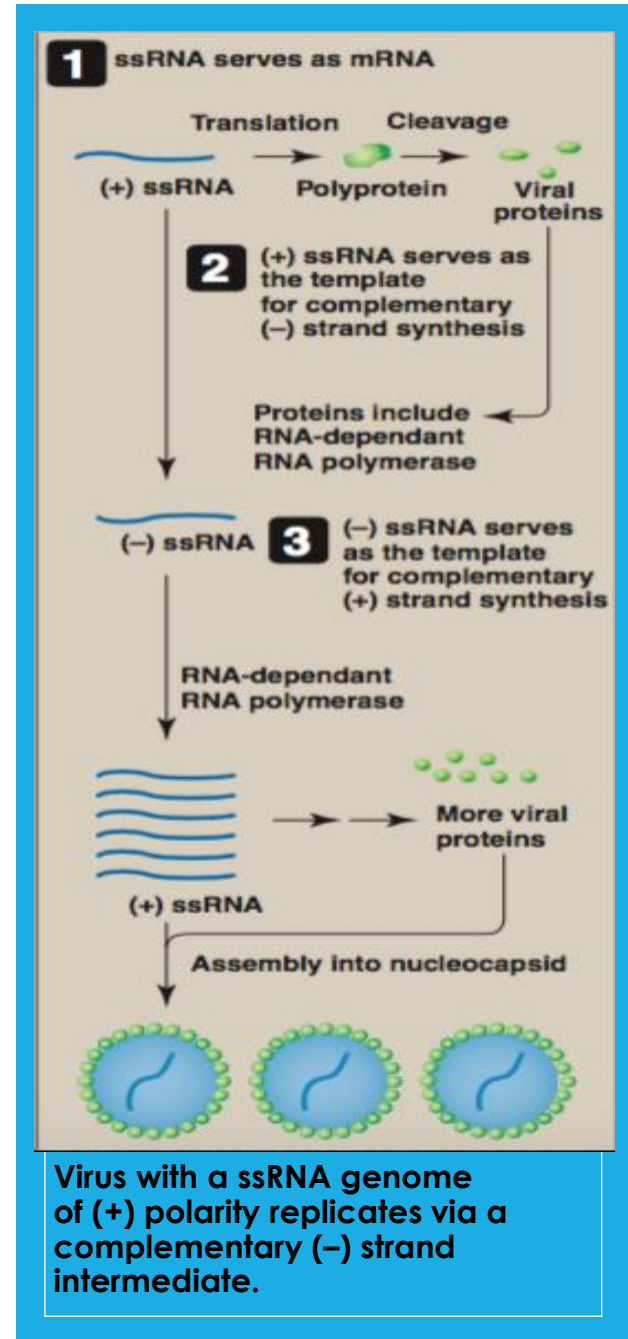 1 ssRNA serves as mRNA
Translation Cleavage
(+) ssRNA Polyprotein Viral
proteins
2 (+) ssRNA serves as
the template
for complementary
(–) strand synthesis
Proteins include
RNA-dependant
RNA polymerase
(–) ssRNA 3 (–) ssRNA serves
as the template
for complementary
(+) strand synthesis
RNA-dependant
RNA polymerase
More viral
proteins
(+) ssRNA
Assembly into nucleocapsid
Virus with a ssRNA genome
of (+) polarity replicates via a
complementary (–) strand
intermediate.